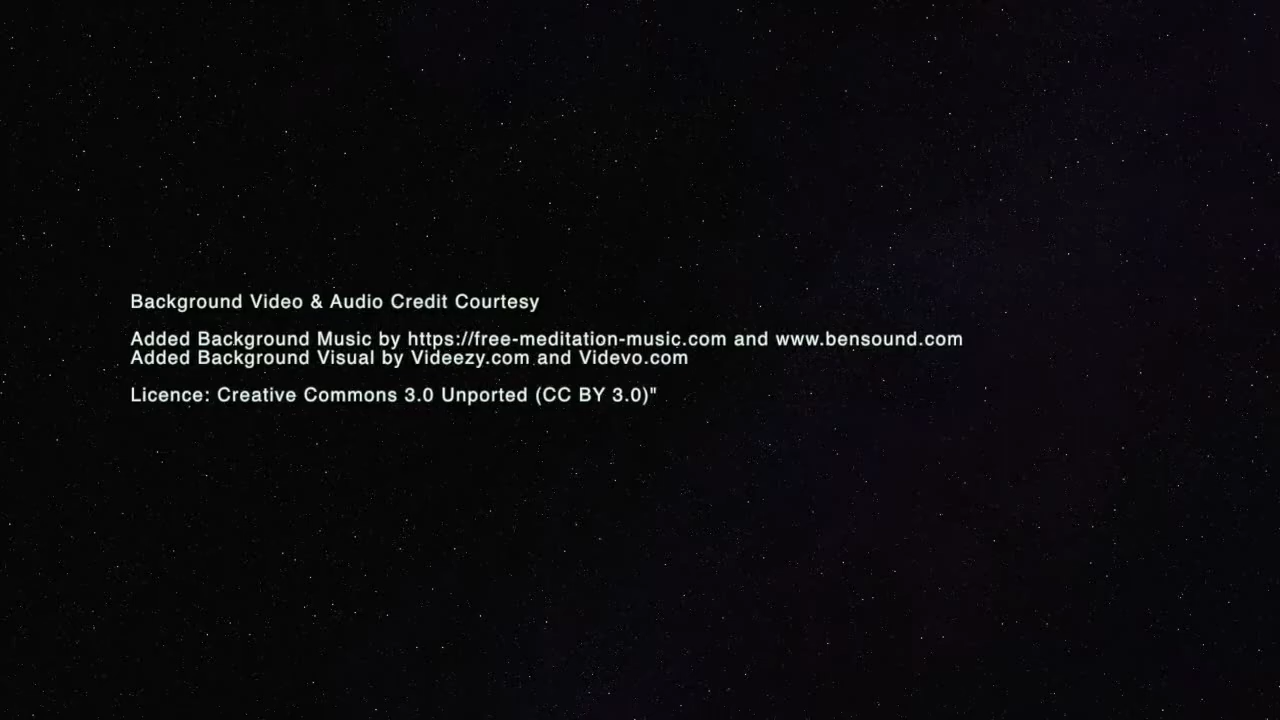 Background Video & Audio Credit Courtesy
Added Background Music by https://free-meditation-music.com and www.bensound.com
Added Background Visual by Videezy.com and Videvo.com
Licence: Creative Commons 3.0 Unported (CC BY 3.0)"